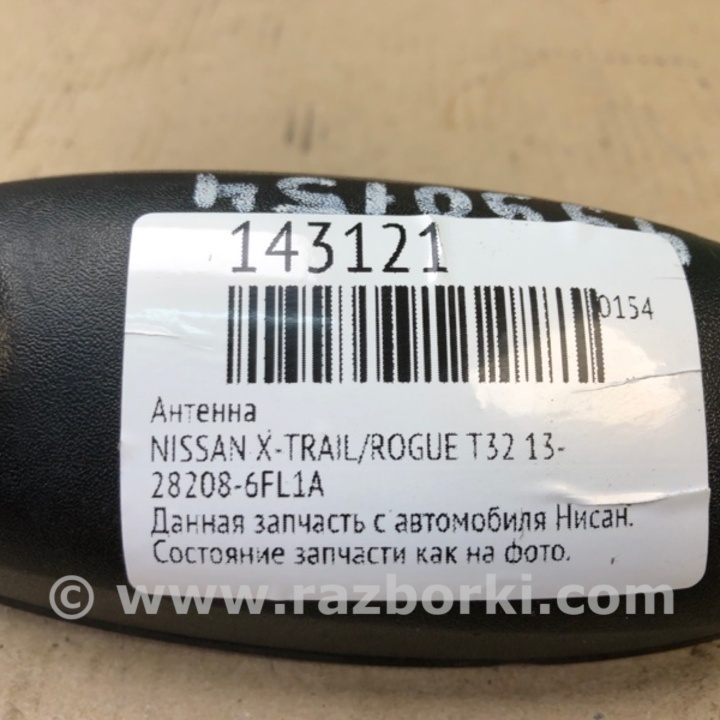 143121
0154
Антенна
NISSAN X-TRAIL/ROGUE T32 13-
28208-6FL1A
Данная запчасть с автомобиля Нисан.
Состояние запчасти как на фото.
© www.razborki.com